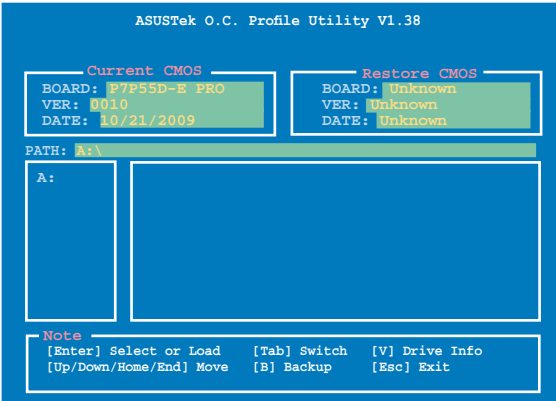 ASUSTek O.C. Profile Utility V1.38
Current CMOS
BOARD: P7P55D-E PRO
VER: 0010
DATE: 10/21/2009
Restore CMOS
BOARD: Unknown
VER: Unknown
DATE: Unknown
PATH: A:\
A:
Note
[Enter] Select or Load [Tab] Switch [V] Drive Info
[Up/Down/Home/End] Move [B] Backup [Esc] Exit